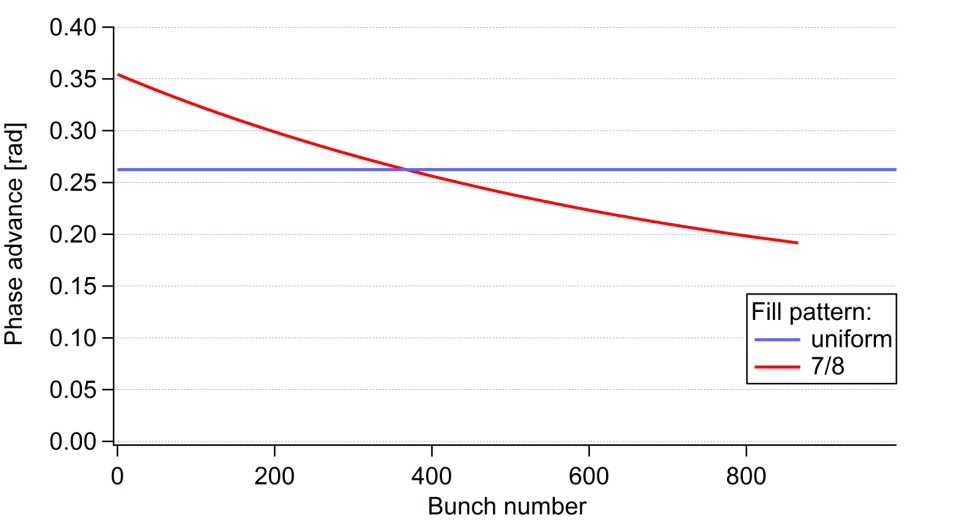 0.40
0.35
0.30
0.25
0.20
0.15
0.10
0.05
0.00
Phase advance [rad]
0 200 400 600 800
Bunch number
Fill pattern:
uniform
7/8